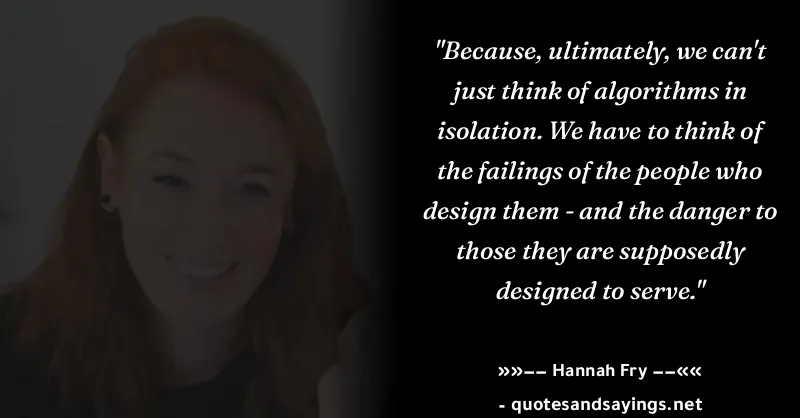 "Because, ultimately, we can't
just think of algorithms in
isolation. We have to think of
the failings of the people who
design them - and the danger to
those they are supposedly
designed to serve."
»»−− Hannah Fry −−««
- quotesandsayings.net